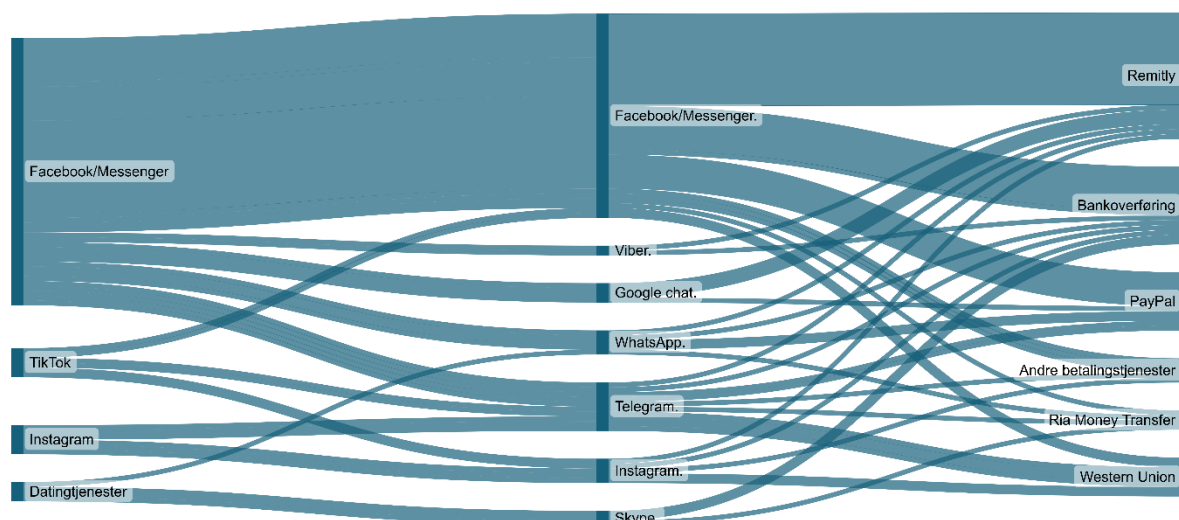 Facebook/Messenger
TikTok
Instagram
Datingtjenester
Facebook/Messenger.
Viber.
Google chat.
WhatsApp.
Telegram.
Instagram.
Skype
Remitly
Bankoverføring
PayPal
Andre betalingstjenester
Ria Money Transfer
Western Union